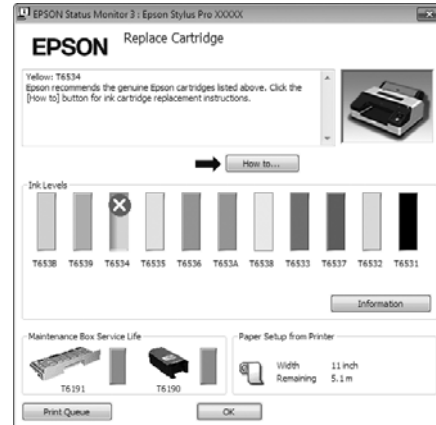 EPSON Status Monitor 3 : Epson Stylus Pro XXXXX
EPSON
Replace Cartridge
Yellow: T6534
Epson recommends the genuine Epson cartridges listed above. Click the
[How to] button for ink cartridge replacement instructions.
How to...
Ink Levels
T653B T6539 T6534 T6535 T6536 T653A T6538 T6533 T6537 T6532 T6531
Information
Maintenance Box Service Life
T6191
T6190
Paper Setup from Printer
Width 11 inch
Remaining 5.1 m
Print Queue
OK